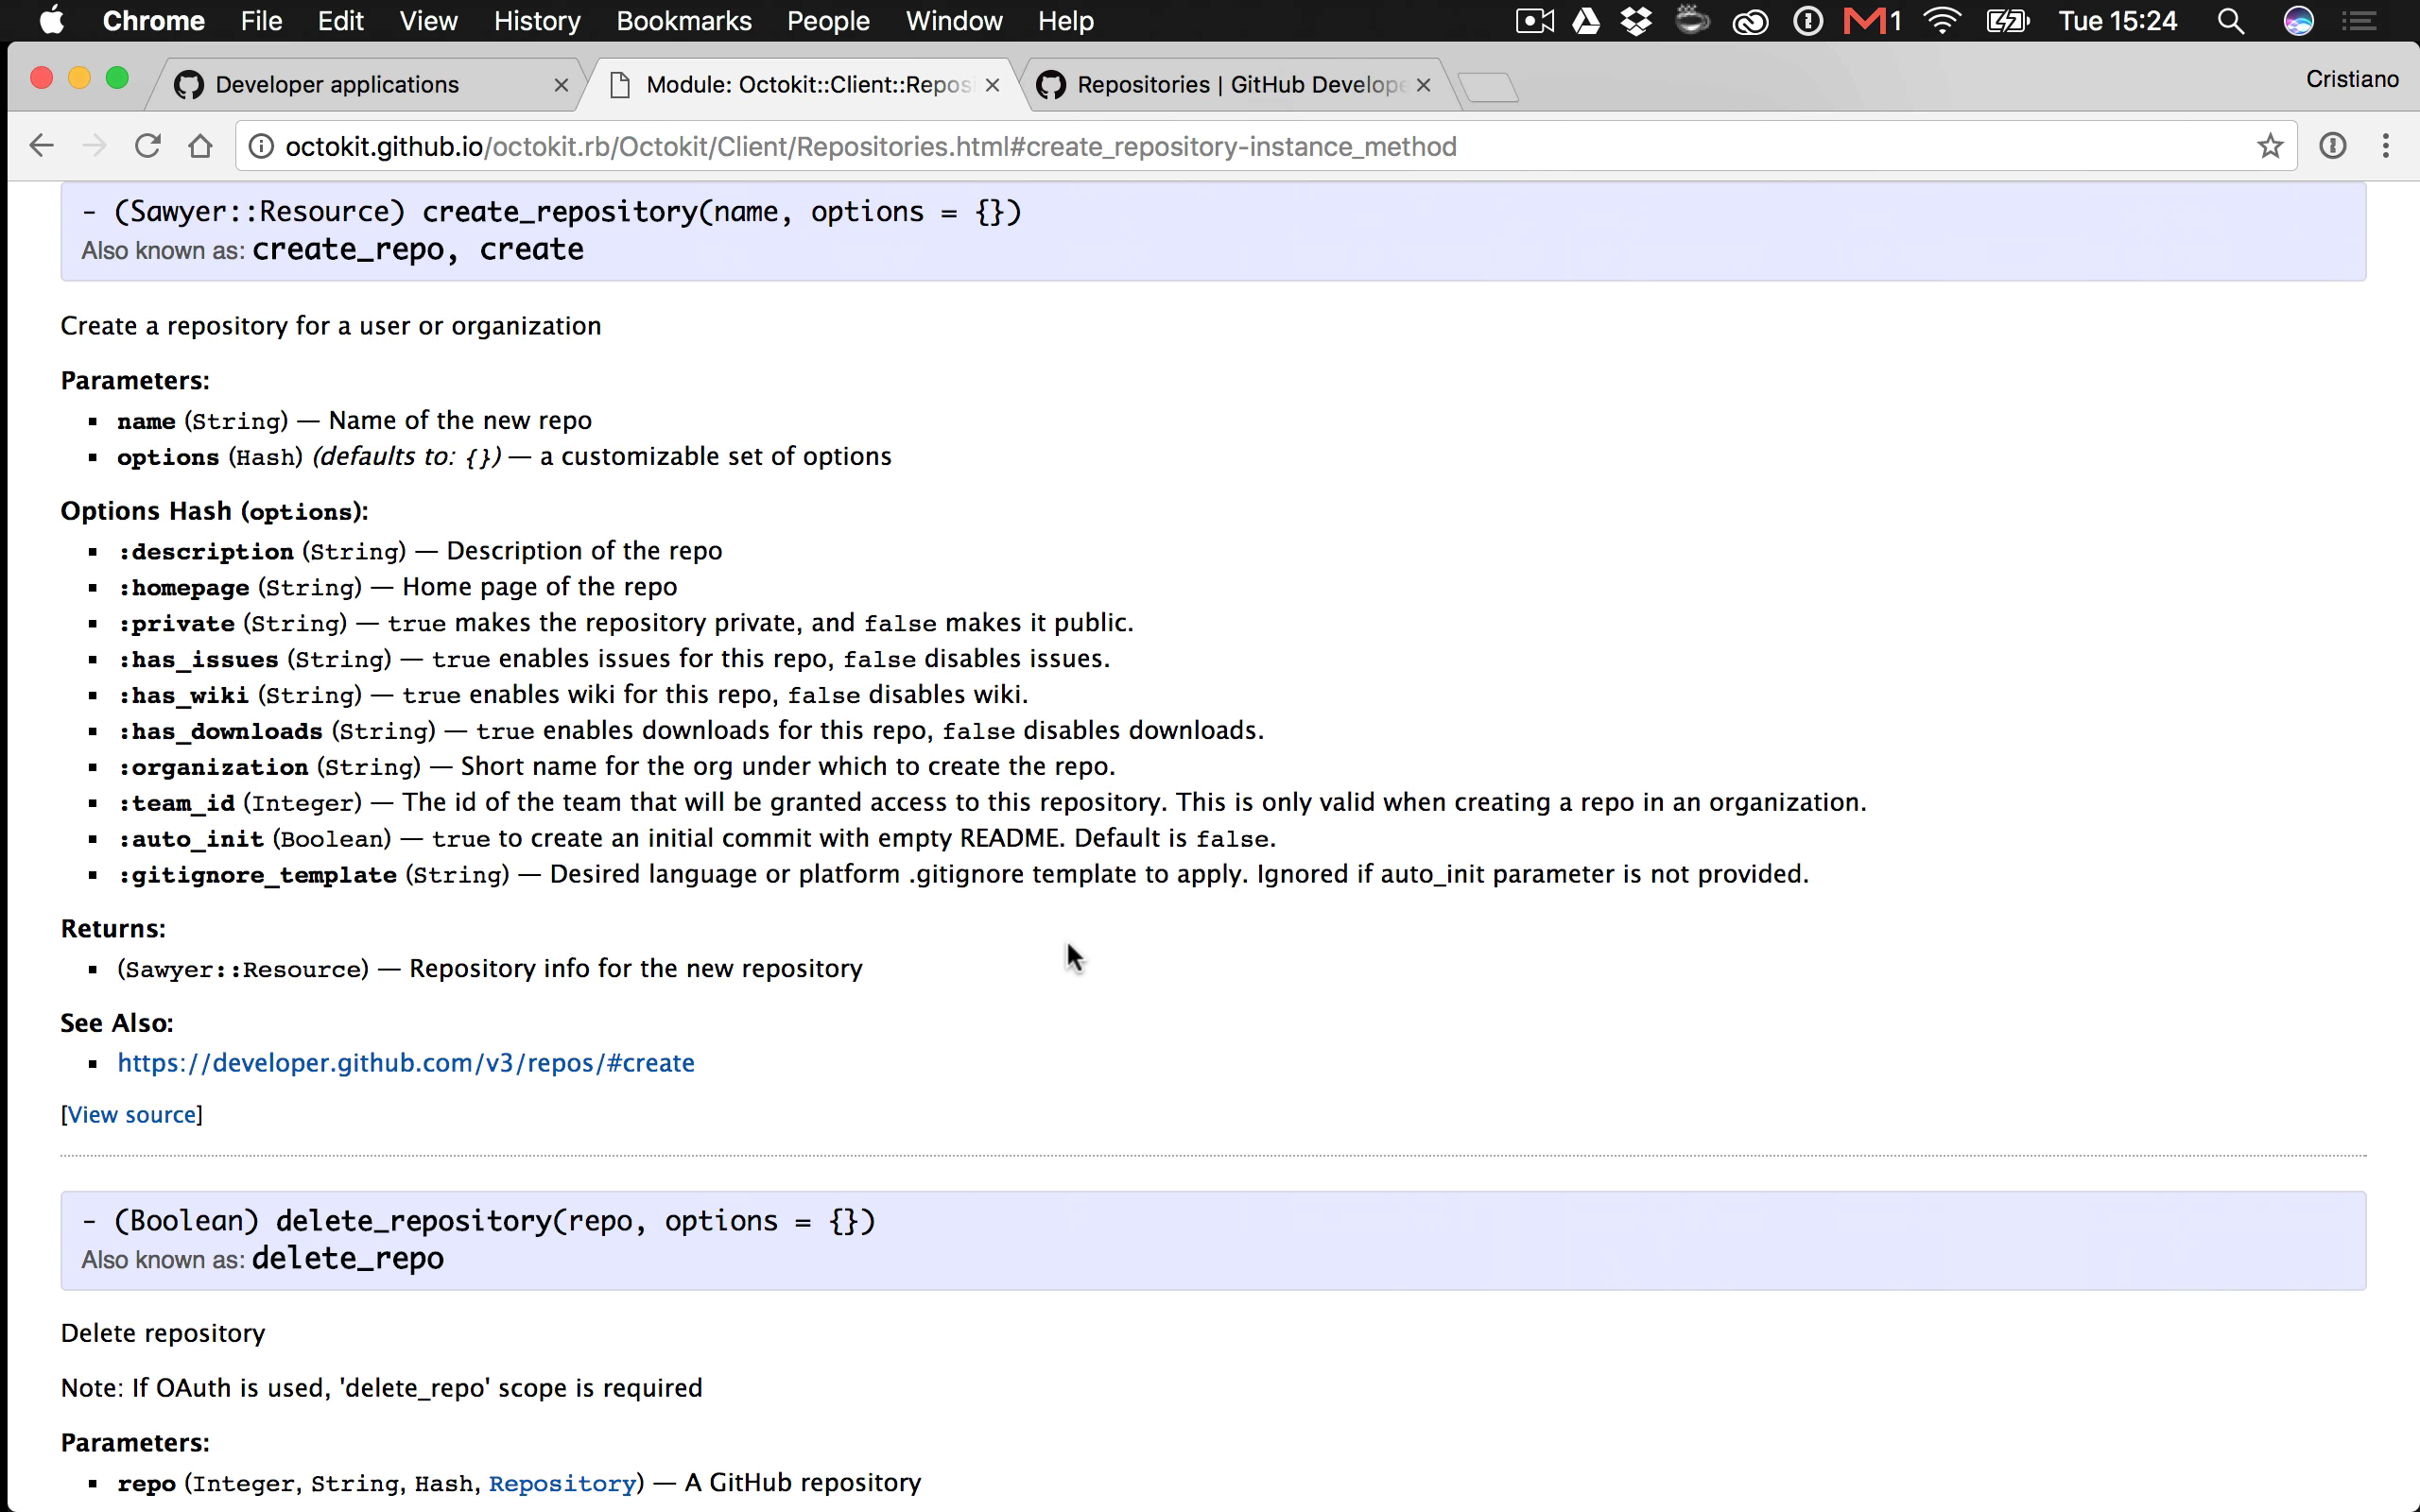 Chrome File Edit View History Bookmarks People Window Help 1 Tue 15:24
Developer applications Module: Octokit::Client::Repos Repositories | GitHub Develope Cristiano
octokit.github.io/octokit.rb/Octokit/Client/Repositories.html#create_repository-instance_method
- (Sawyer::Resource) create_repository(name, options = {})
Also known as: create_repo, create
Create a repository for a user or organization
Parameters:
▪ name (String) — Name of the new repo
▪ options (Hash) (defaults to: {}) — a customizable set of options
Options Hash (options):
▪ :description (String) — Description of the repo
▪ :homepage (String) — Home page of the repo
▪ :private (String) — true makes the repository private, and false makes it public.
▪ :has_issues (String) — true enables issues for this repo, false disables issues.
▪ :has_wiki (String) — true enables wiki for this repo, false disables wiki.
▪ :has_downloads (String) — true enables downloads for this repo, false disables downloads.
▪ :organization (String) — Short name for the org under which to create the repo.
▪ :team_id (Integer) — The id of the team that will be granted access to this repository. This is only valid when creating a repo in an organization.
▪ :auto_init (Boolean) — true to create an initial commit with empty README. Default is false.
▪ :gitignore_template (String) — Desired language or platform .gitignore template to apply. Ignored if auto_init parameter is not provided.
Returns:
▪ (Sawyer::Resource) — Repository info for the new repository
See Also:
▪ https://developer.github.com/v3/repos/#create
[View source]
- (Boolean) delete_repository(repo, options = {})
Also known as: delete_repo
Delete repository
Note: If OAuth is used, 'delete_repo' scope is required
Parameters:
▪ repo (Integer, String, Hash, Repository) — A GitHub repository